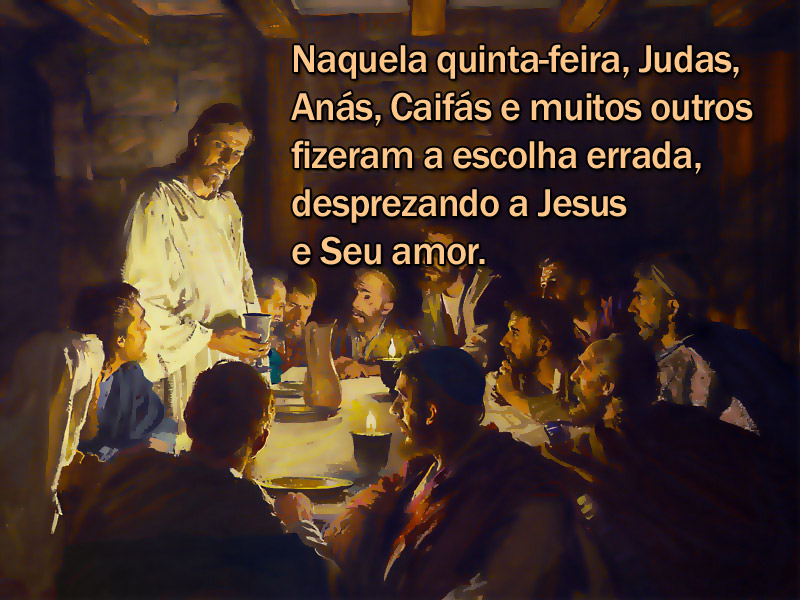 Naquela quinta-feira, Judas,
Anás, Caifás e muitos outros
fizeram a escolha errada,
desprezando a Jesus
e Seu amor.